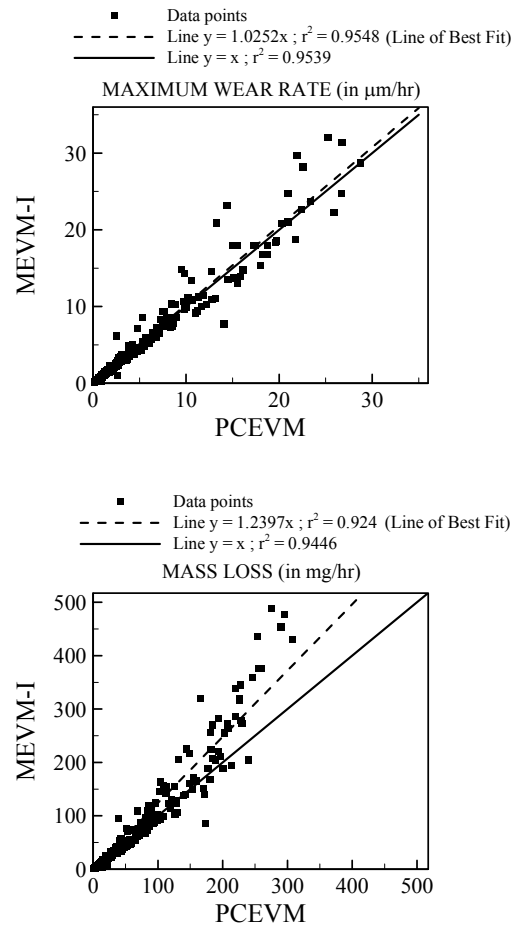 Data points
Line y = 1.0252x ; r² = 0.9548 (Line of Best Fit)
Line y = x ; r² = 0.9539
MAXIMUM WEAR RATE (in μm/hr)
MEVM-I
30
20
10
0
0 10 20 30
PCEVM
Data points
Line y = 1.2397x ; r² = 0.924 (Line of Best Fit)
Line y = x ; r² = 0.9446
MASS LOSS (in mg/hr)
MEVM-I
500
400
300
200
100
0
0 100 200 300 400 500
PCEVM